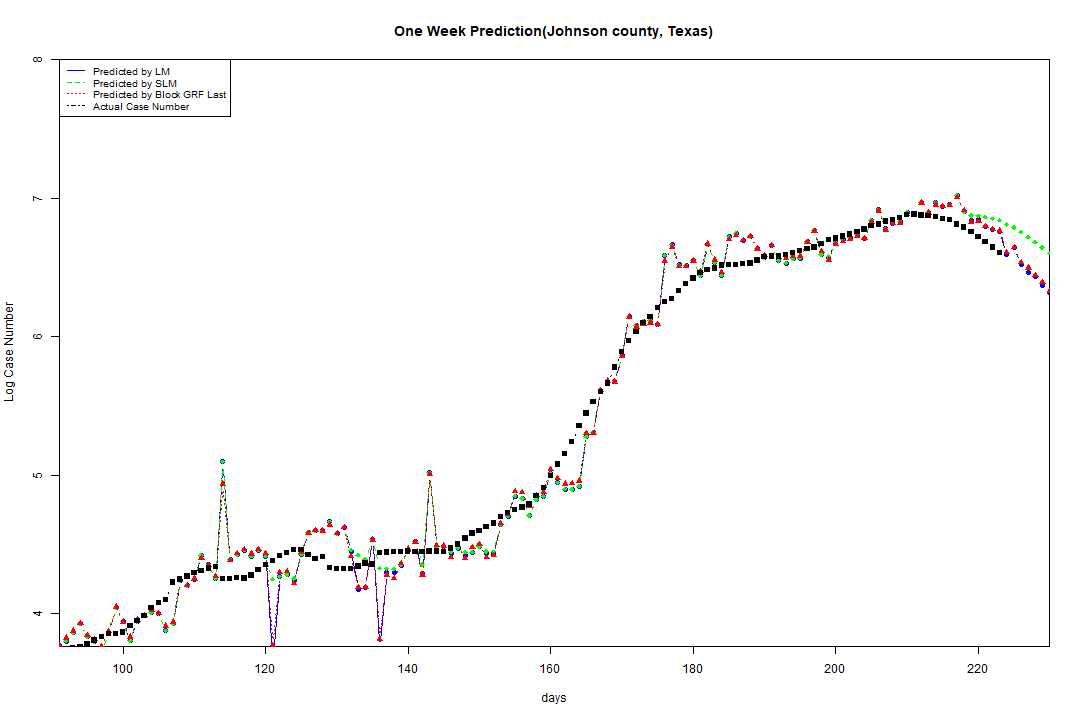 One Week Prediction(Johnson county, Texas)
Predicted by LM
Predicted by SLM
Predicted by Block GRF Last
Actual Case Number
8
7
6
5
4
Log Case Number
100
120
140
160
180
200
220
days